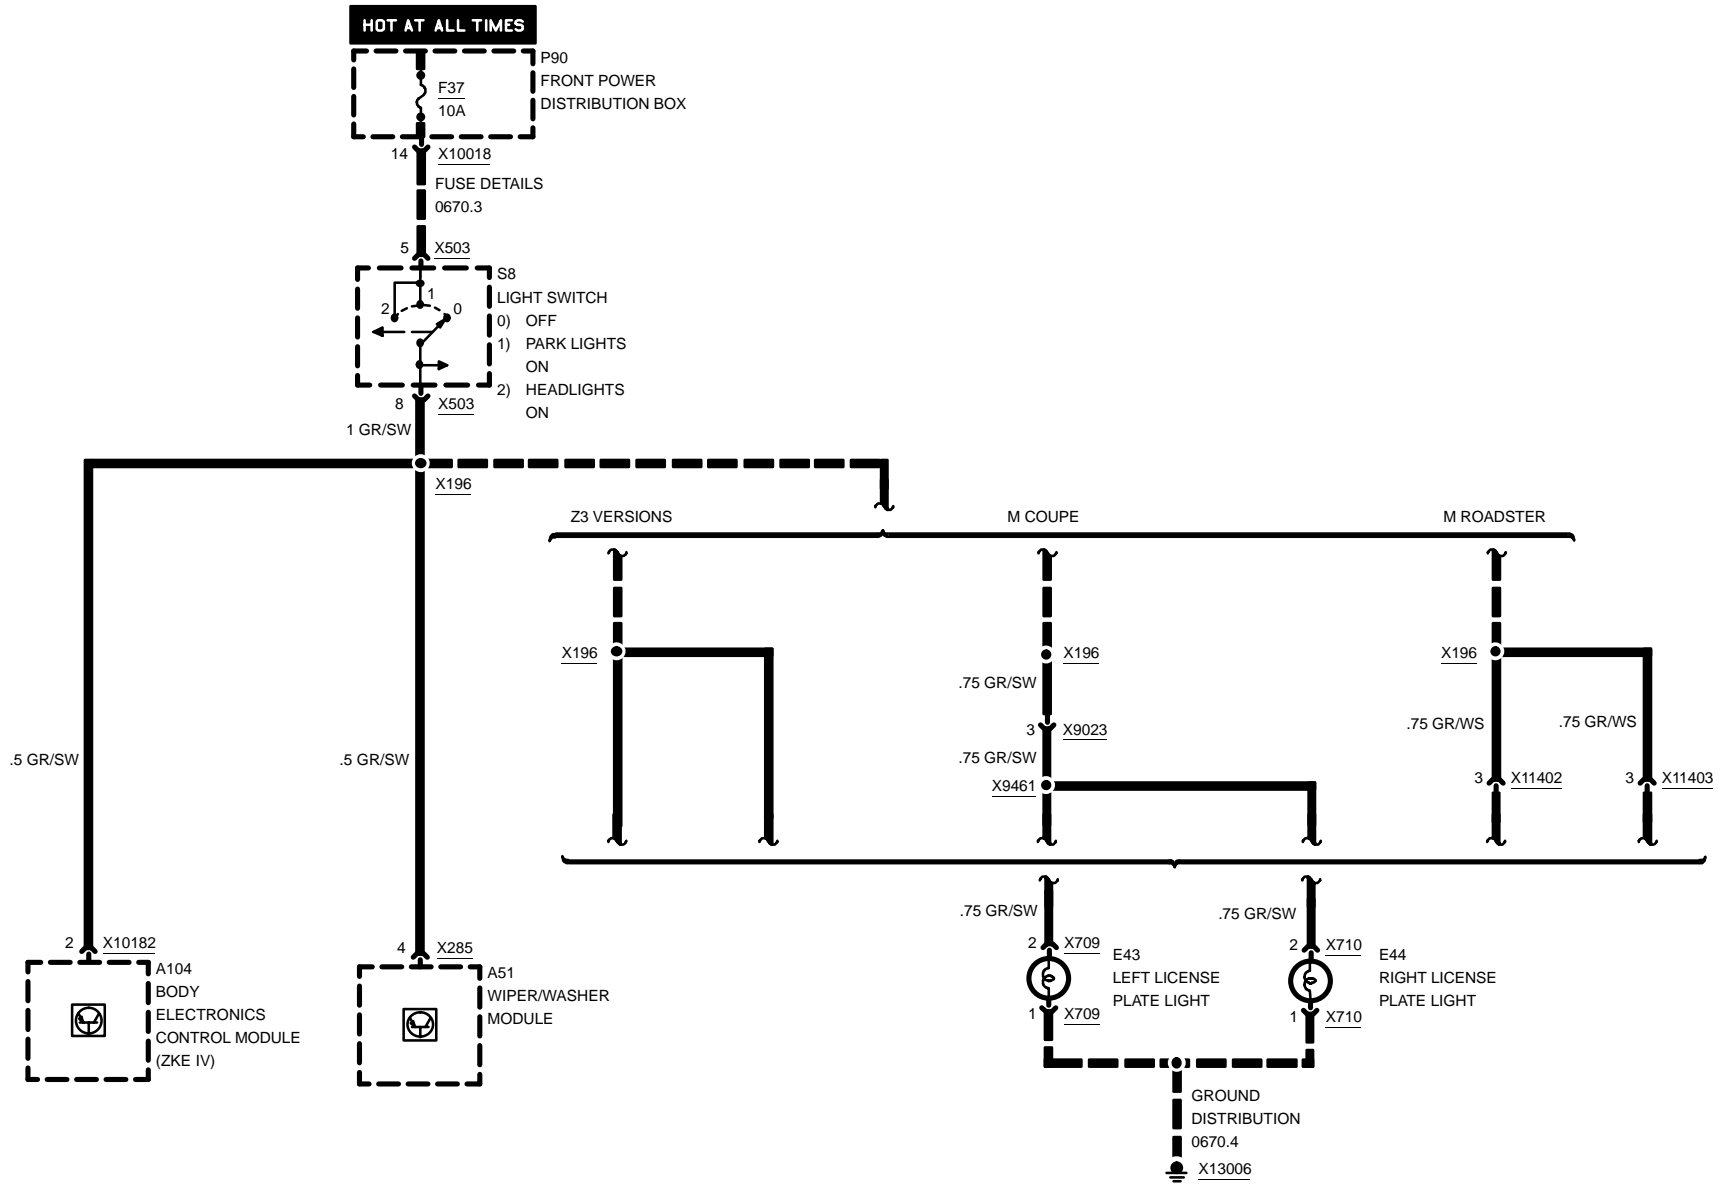 HOT AT ALL TIMES
P90
FRONT POWER
DISTRIBUTION BOX
F37
10A
14
X10018
FUSE DETAILS
0670.3
5
X503
S8
LIGHT SWITCH
0) OFF
1) PARK LIGHTS
ON
2) HEADLIGHTS
ON
2
1
0
8
X503
1 GR/SW
X196
Z3 VERSIONS
M COUPE
M ROADSTER
X196
X196
X196
.75 GR/SW
.75 GR/WS
.75 GR/WS
3
X9023
.5 GR/SW
.5 GR/SW
.75 GR/SW
X9461
3
X11402
3
X11403
.75 GR/SW
.75 GR/SW
2
X10182
4
X285
2
X709
2
X710
A104
BODY
ELECTRONICS
CONTROL MODULE
(ZKE IV)
A51
WIPER/WASHER
MODULE
E43
LEFT LICENSE
PLATE LIGHT
E44
RIGHT LICENSE
PLATE LIGHT
1
X709
1
X710
GROUND
DISTRIBUTION
0670.4
X13006